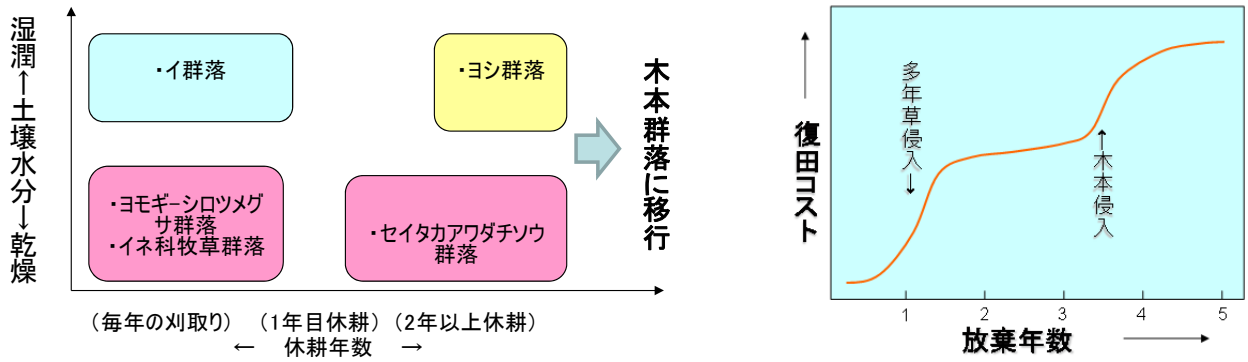 湿潤↑土壌水分↓乾燥
・イ群落
・ヨシ群落
・ヨモギ−シロツメグ
サ群落
・イネ科牧草群落
・セイタカアワダチソウ
群落
木本群落に移行
（毎年の刈取り） （1年目休耕） （2年以上休耕）
← 休耕年数 →
↑
復田コスト
多年草侵入↓
↑木本侵入
1 2 3 4 5
放棄年数 →